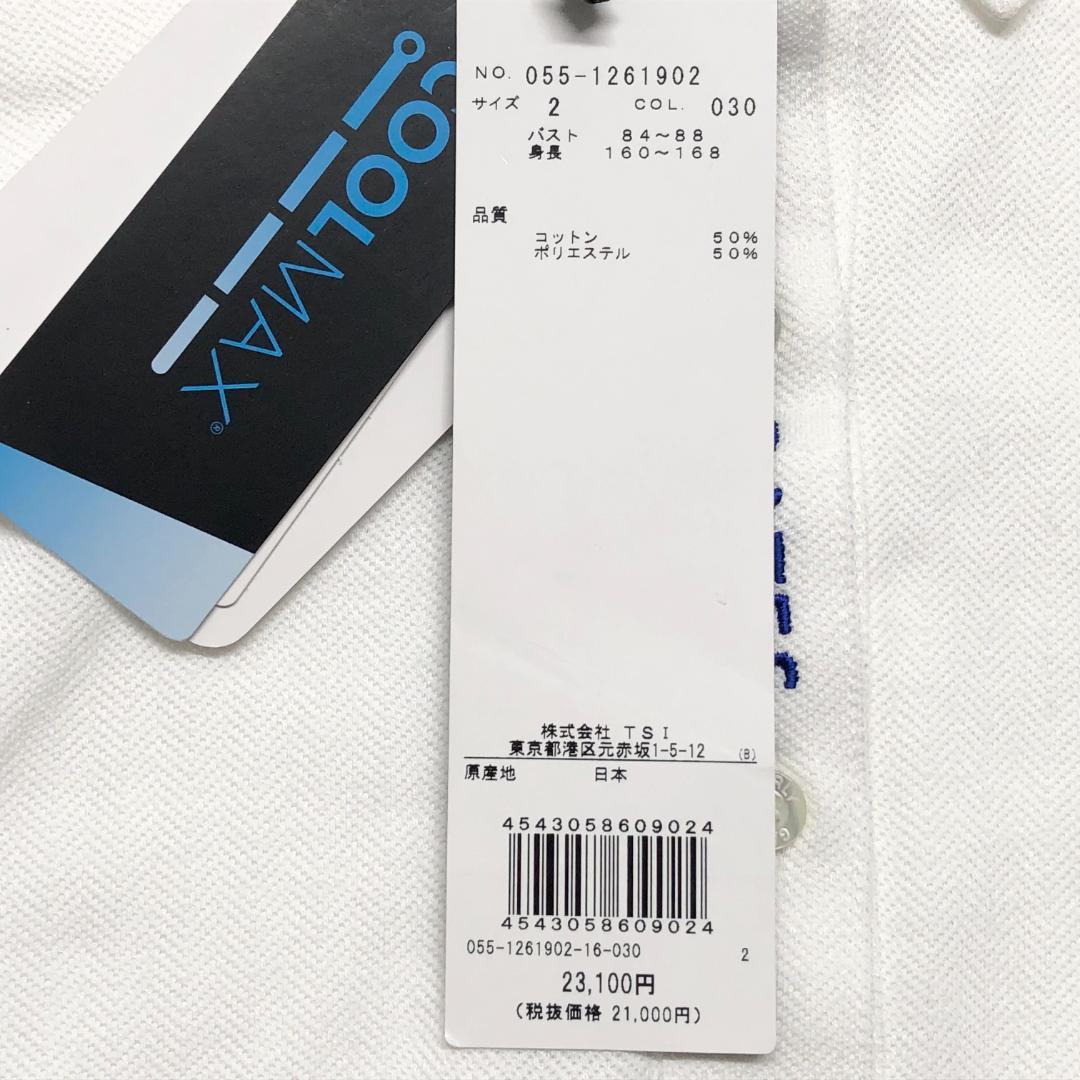 COOLMAX®
NO. 055-1261902
サイズ 2 COL. 030
バスト 84～88
身長 160～168
品質
コットン 50%
ポリエステル 50%
株式会社 TSI
東京都港区元赤坂1-5-12 (B)
原産地 日本
4543058609024
4543058609024
055-1261902-16-030 2
23,100円
(税抜価格 21,000円)